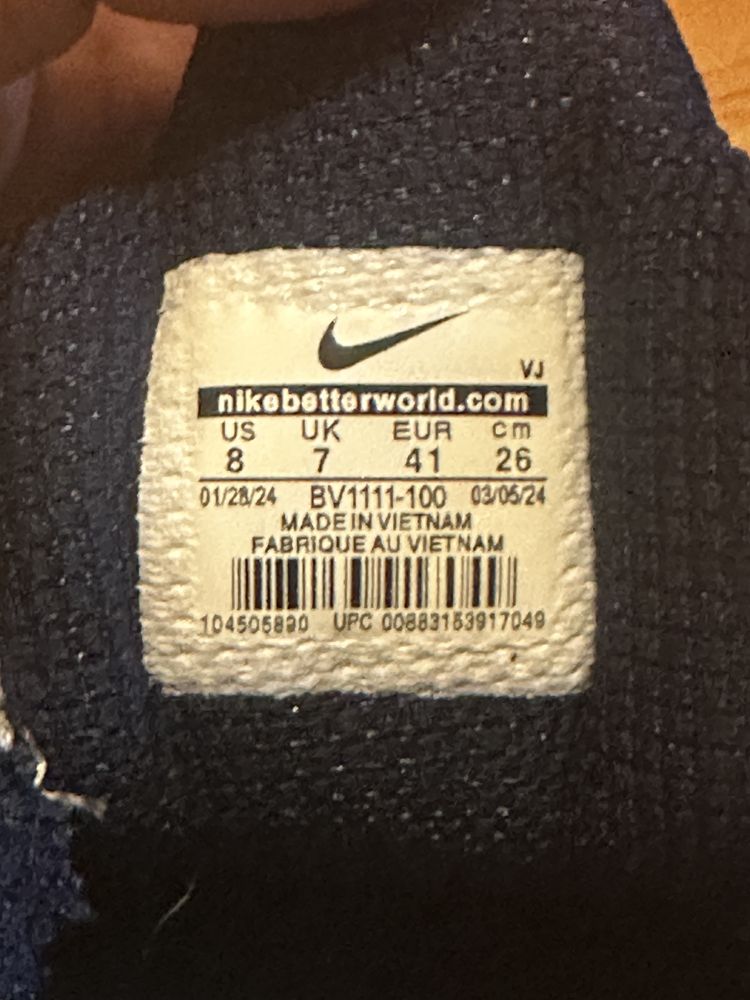 VJ
nikebetterworld.com
US UK EUR cm
8 7 41 26
01/28/24 BV1111-100 03/05/24
MADE IN VIETNAM
FABRIQUE AU VIETNAM
104505890 UPC 00883153917049